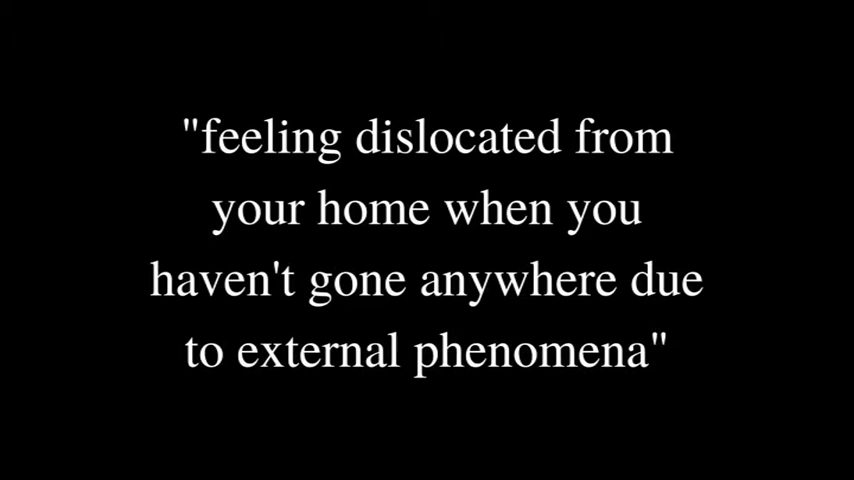 "feeling dislocated from
your home when you
haven't gone anywhere due
to external phenomena"